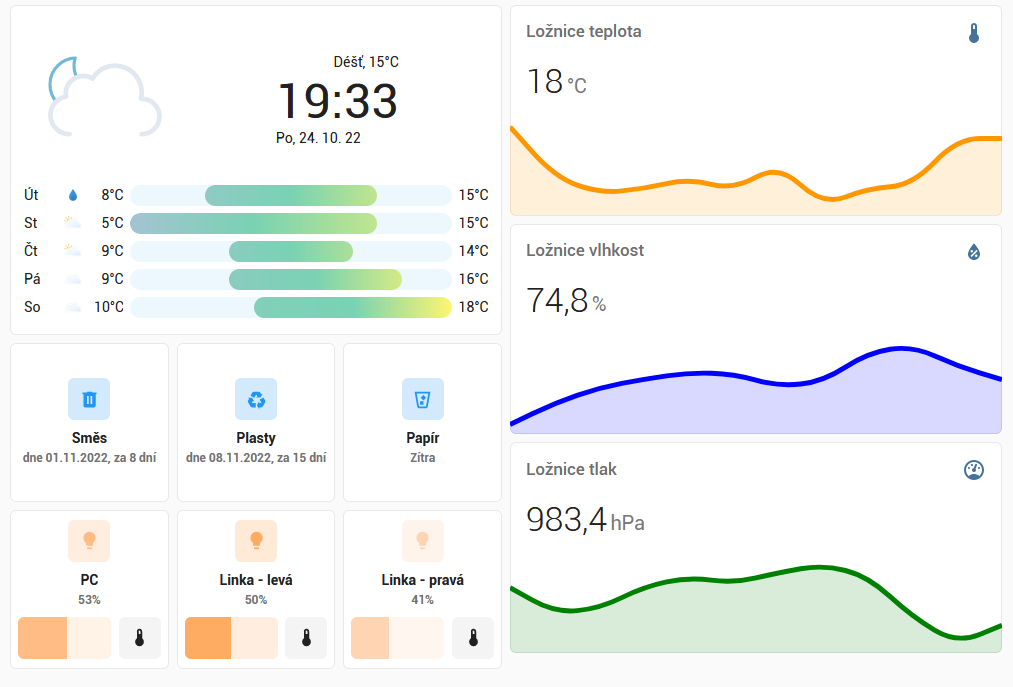 Déšť, 15°C
19:33
Po, 24. 10. 22
Út 8°C 15°C
St 5°C 15°C
Čt 9°C 14°C
Pá 9°C 16°C
So 10°C 18°C
Směs
dne 01.11.2022, za 8 dní
Plasty
dne 08.11.2022, za 15 dní
Papír
Zítra
PC
53%
Linka - levá
50%
Linka - pravá
41%
Ložnice teplota
18 °C
Ložnice vlhkost
74,8 %
Ložnice tlak
983,4 hPa